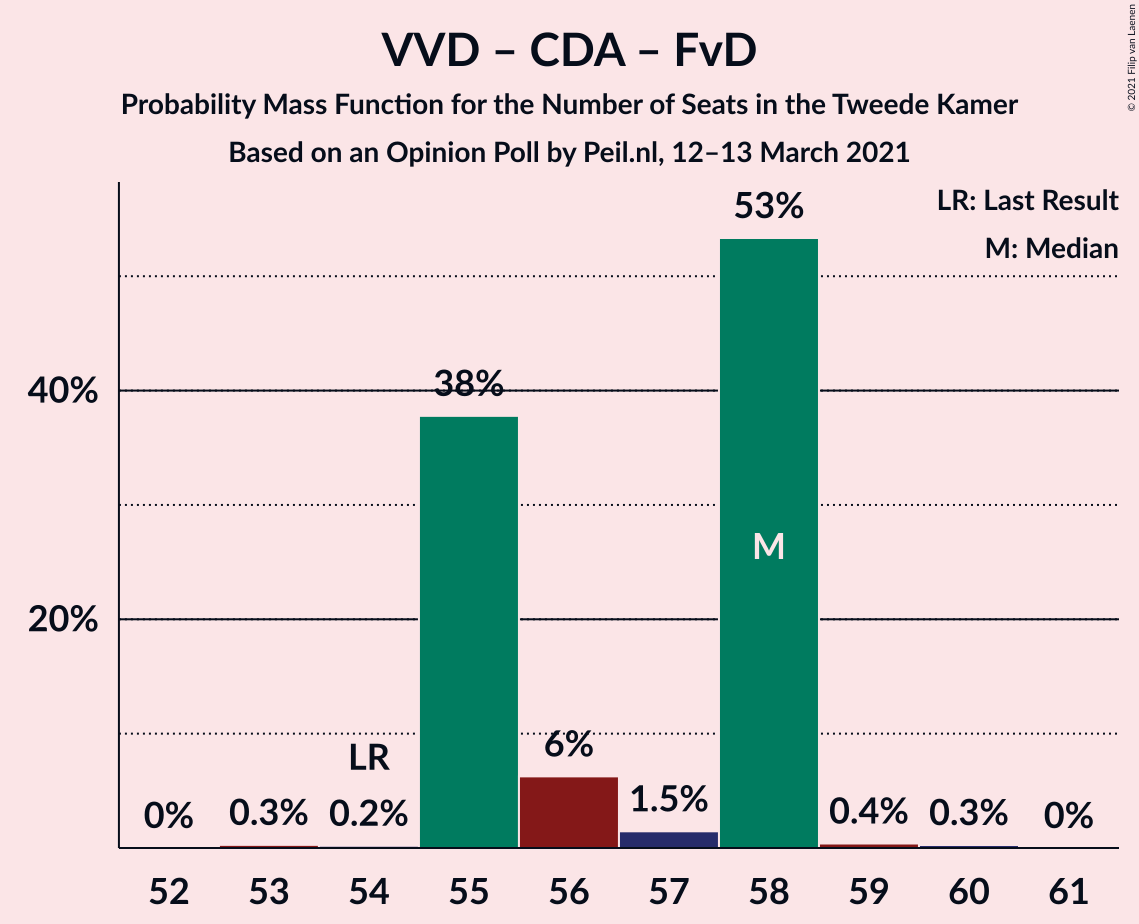 VVD – CDA – FvD
Probability Mass Function for the Number of Seats in the Tweede Kamer
Based on an Opinion Poll by Peil.nl, 12–13 March 2021
© 2021 Filip van Laenen
LR: Last Result
M: Median
53%
40%
38%
M
20%
6%
LR
0%
0.3%
0.2%
1.5%
0.4%
0.3%
0%
52 53 54 55 56 57 58 59 60 61